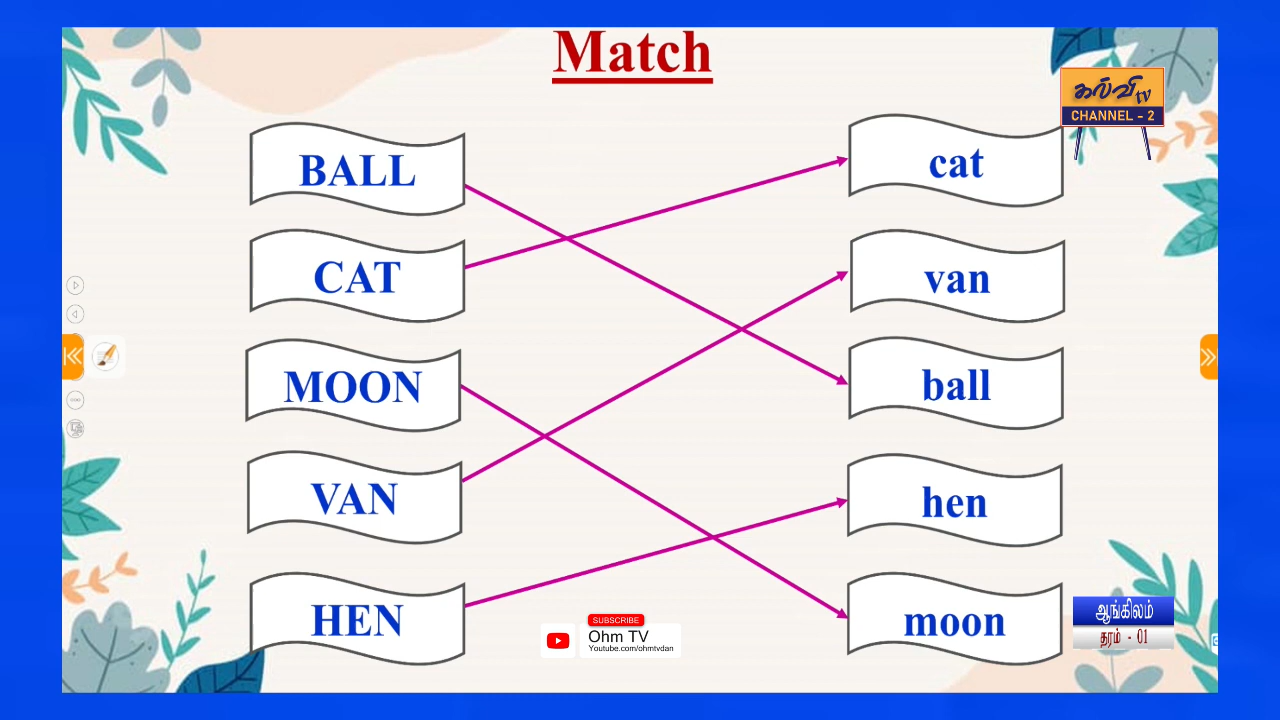 Match
கல்வி tv
CHANNEL - 2
BALL
cat
CAT
van
MOON
ball
VAN
hen
HEN
moon
SUBSCRIBE
Ohm TV
Youtube.com/ohmtvdan
ஆங்கிலம்
தரம் - 01